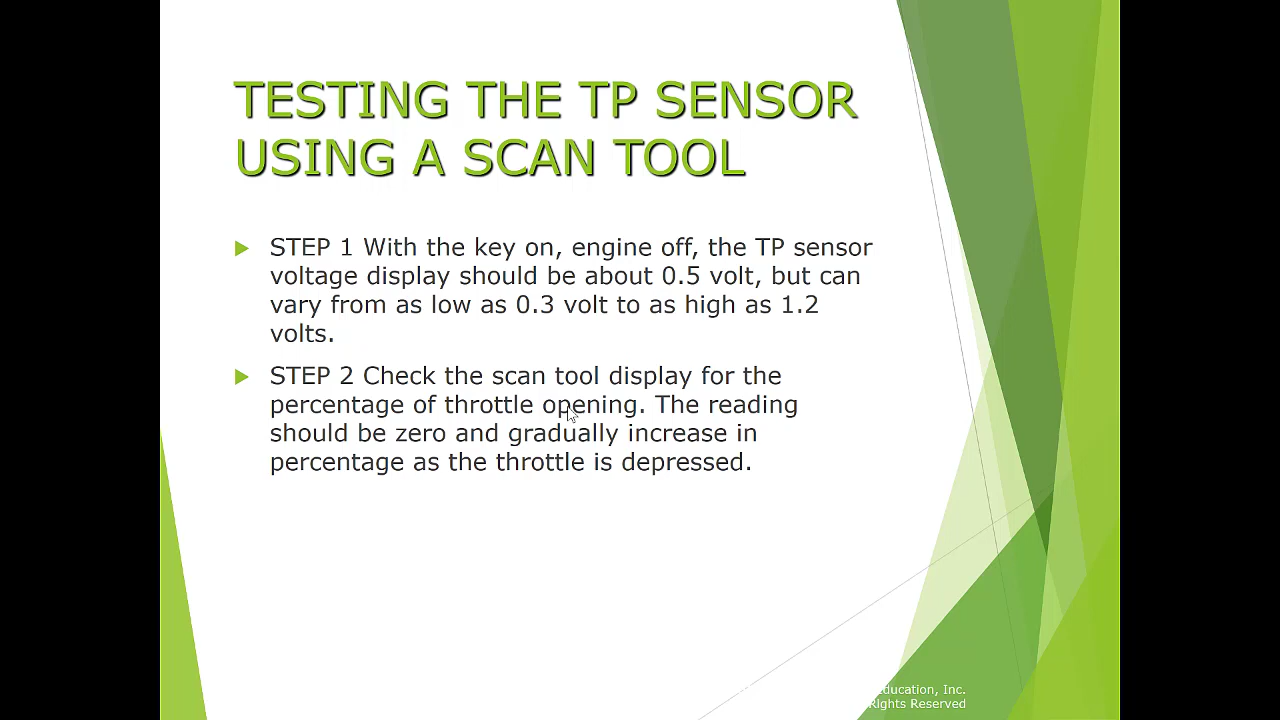 TESTING THE TP SENSOR
USING A SCAN TOOL
STEP 1 With the key on, engine off, the TP sensor
voltage display should be about 0.5 volt, but can
vary from as low as 0.3 volt to as high as 1.2
volts.
STEP 2 Check the scan tool display for the
percentage of throttle opening. The reading
should be zero and gradually increase in
percentage as the throttle is depressed.
Education, Inc.
Rights Reserved